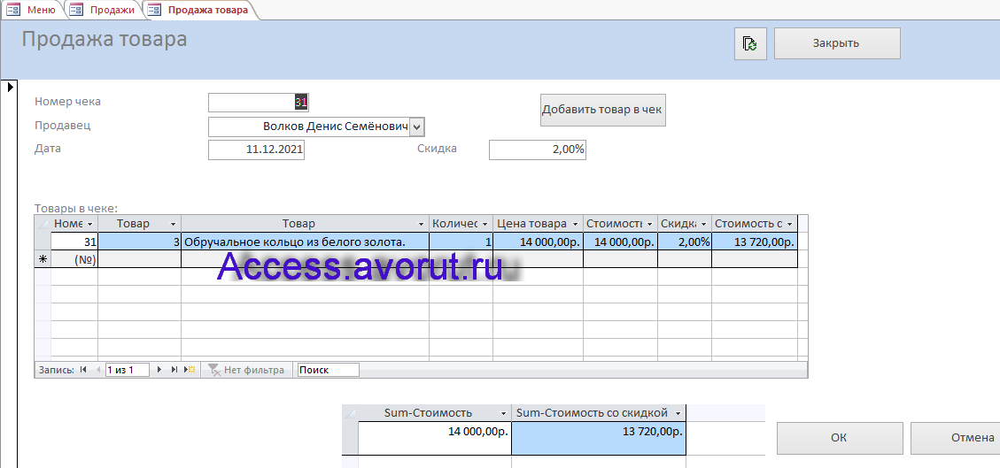 Меню Продажи Продажа товара
Продажа товара Закрыть
Номер чека 31 Добавить товар в чек
Продавец Волков Денис Семёнович
Дата 11.12.2021 Скидка 2,00%
Товары в чеке:
Номе Товар Товар Количес Цена товара Стоимость Скидка Стоимость с
31 3 Обручальное кольцо из белого золота. 1 14 000,00р. 14 000,00р. 2,00% 13 720,00р.
* (№)
Access.avorut.ru
Запись: 1 из 1 Нет фильтра Поиск
Sum-Стоимость Sum-Стоимость со скидкой
14 000,00р. 13 720,00р. ОК Отмена